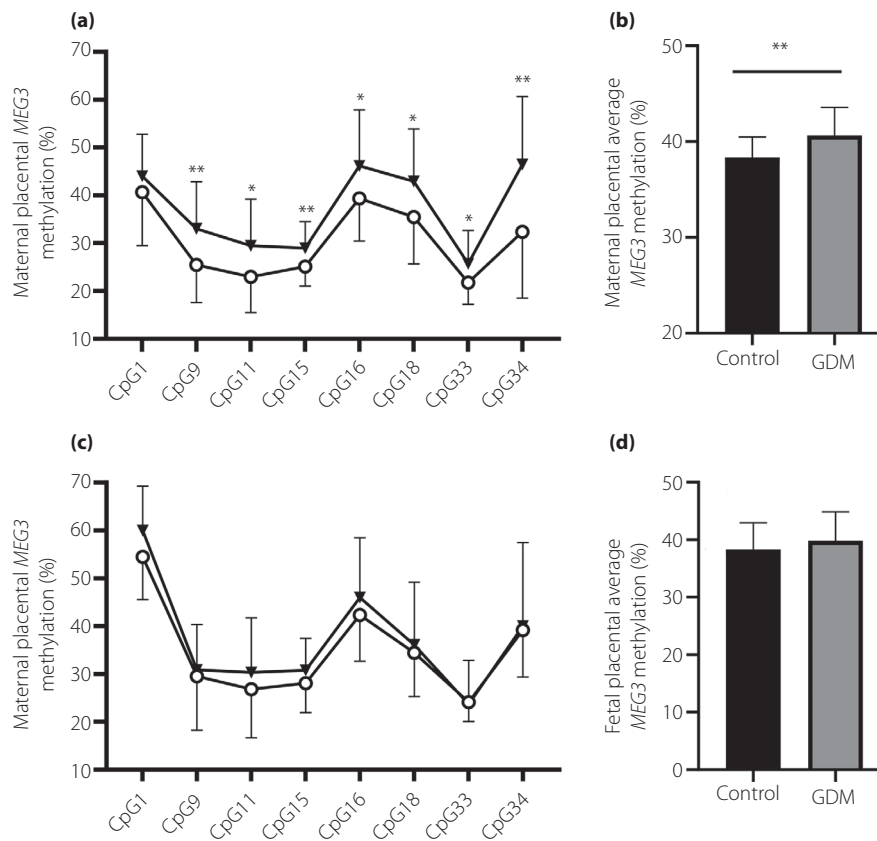 (a)
Maternal placental MEG3
methylation (%)
70
60
50
40
30
20
10
**
*
**
*
*
*
**
CpG1
CpG9
CpG11
CpG15
CpG16
CpG18
CpG33
CpG34
(b)
Maternal placental average
MEG3 methylation (%)
50
40
30
20
**
Control
GDM
(c)
Maternal placental MEG3
methylation (%)
70
60
50
40
30
20
10
CpG1
CpG9
CpG11
CpG15
CpG16
CpG18
CpG33
CpG34
(d)
Fetal placental average
MEG3 methylation (%)
50
40
30
20
10
0
Control
GDM